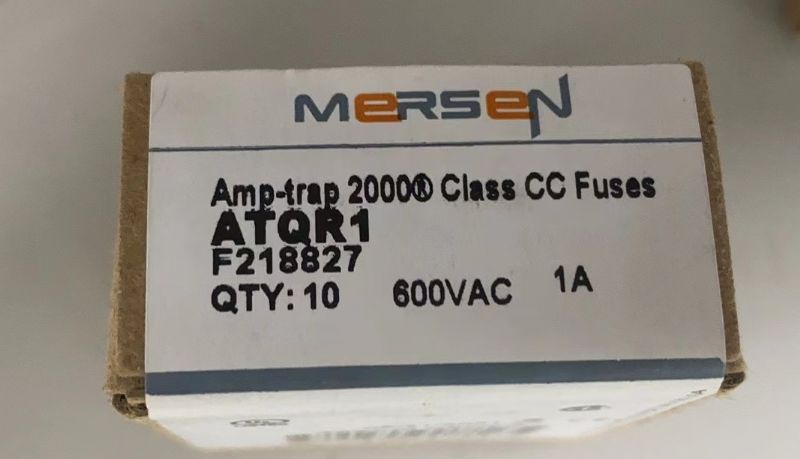 MERSEN
Amp-trap 2000® Class CC Fuses
ATQR1
F218827
QTY: 10 600VAC 1A